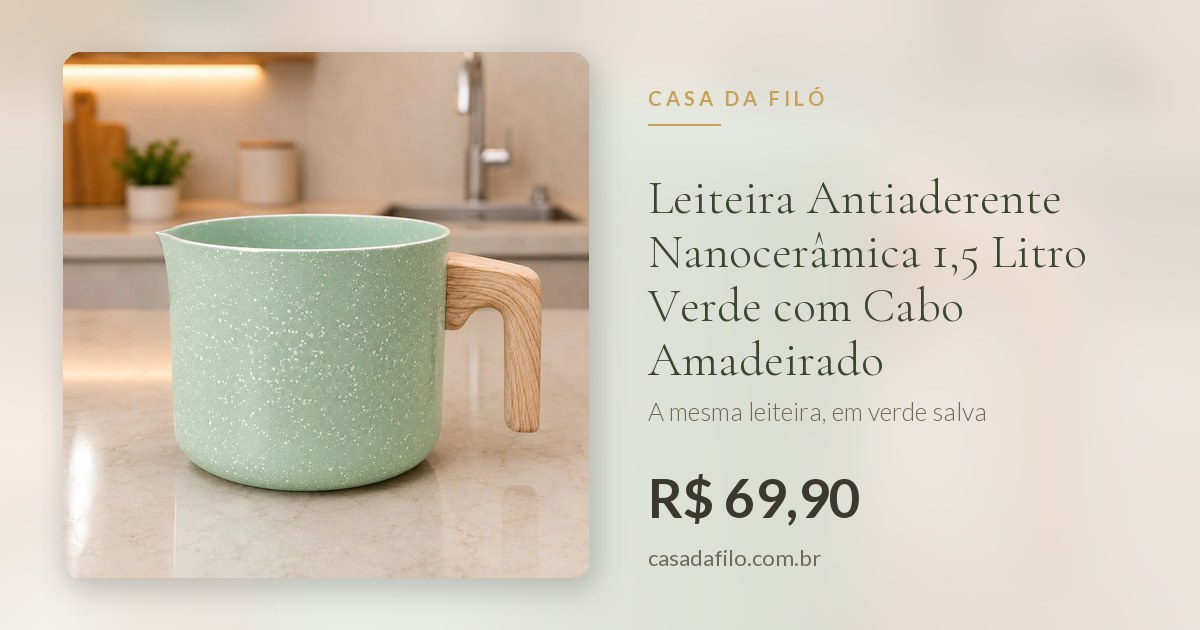 CASA DA FILÓ
Leiteira Antiaderente
Nanocerâmica 1,5 Litro
Verde com Cabo
Amadeirado
A mesma leiteira, em verde salva
R$ 69,90
casadafilo.com.br